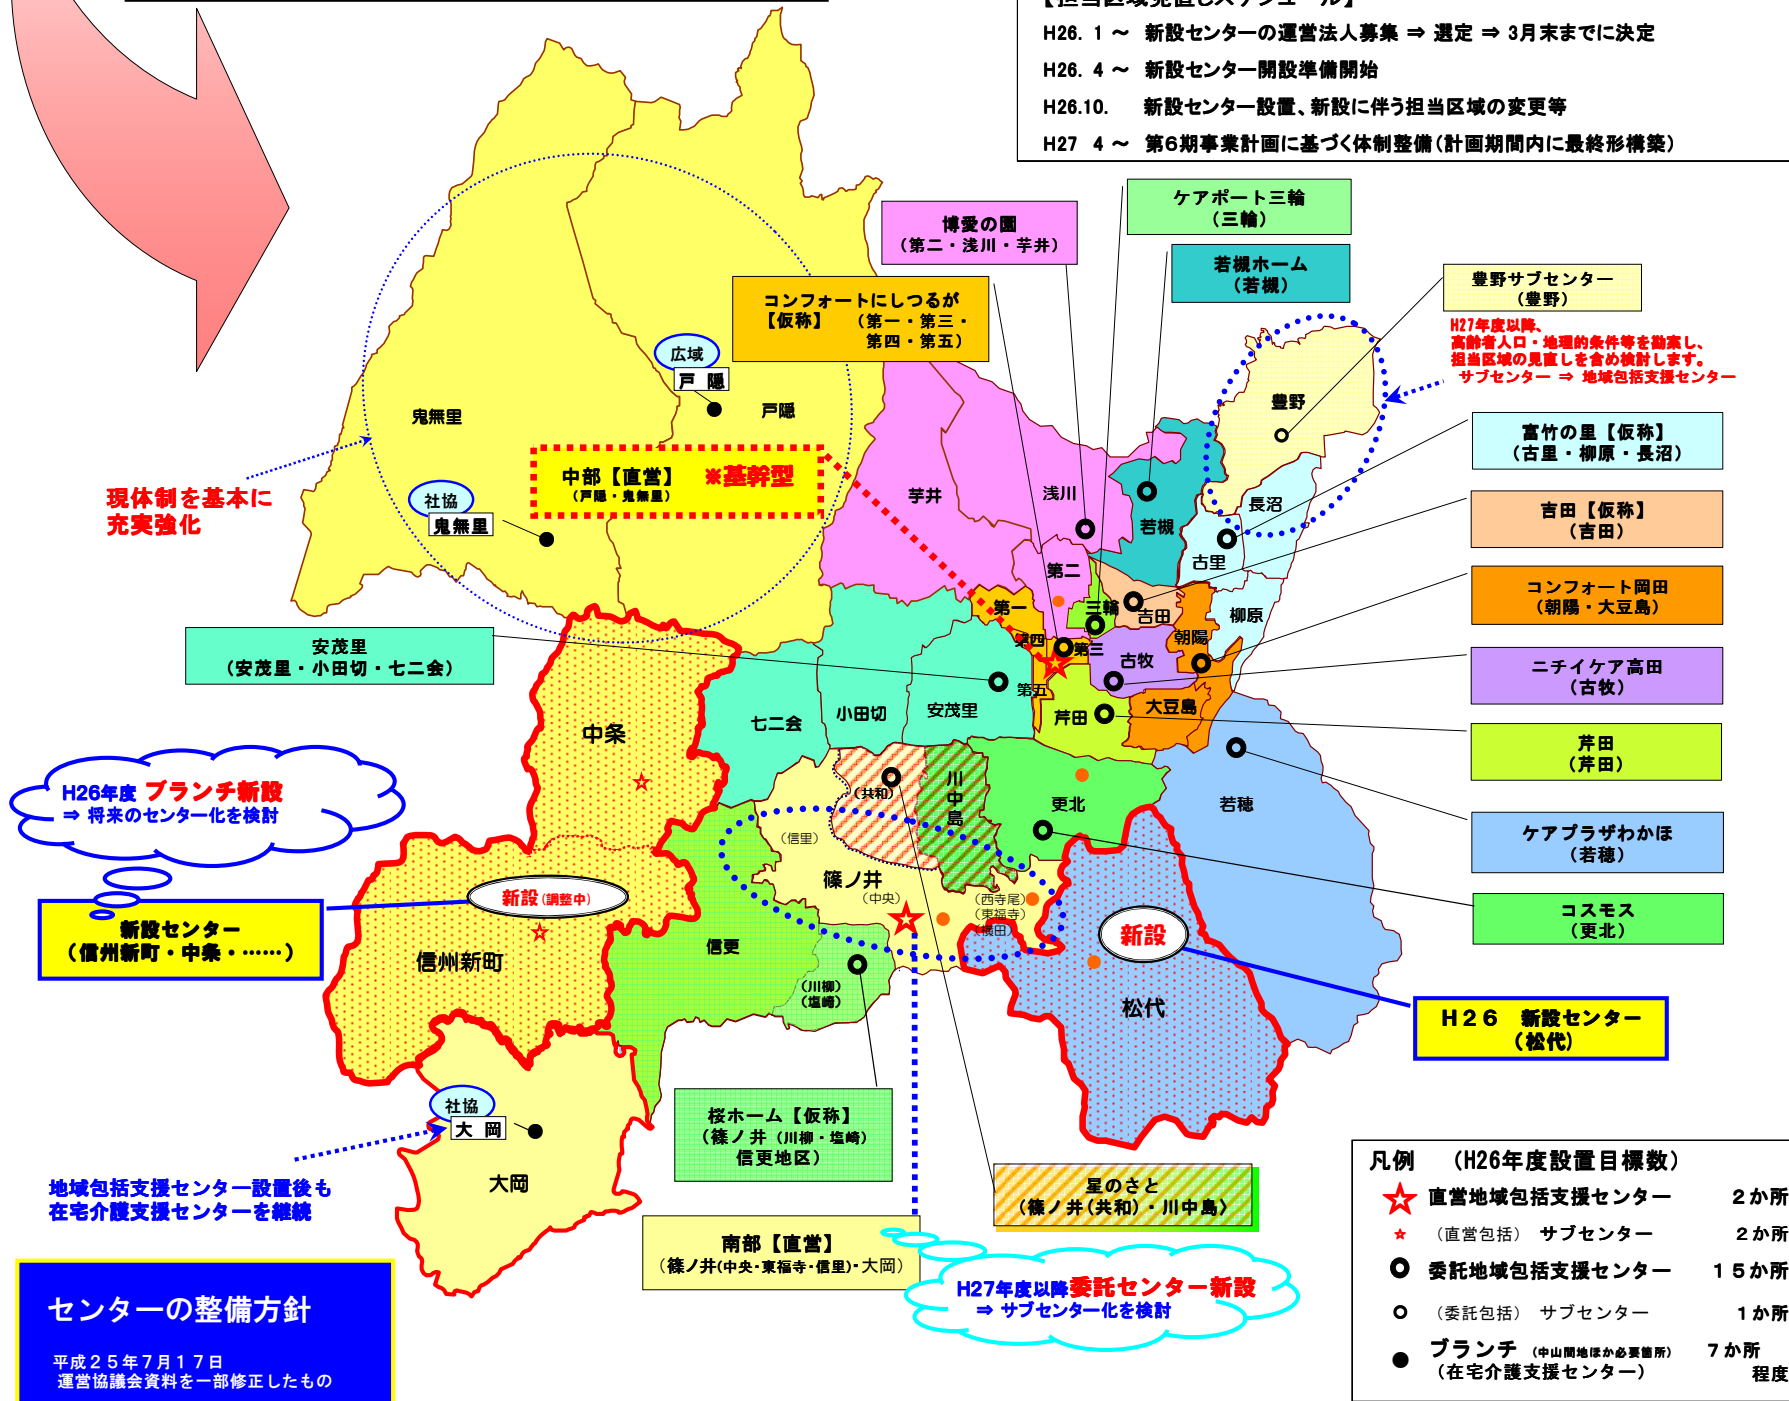 【担当区域見直しスケジュール】
H26. 1 ～ 新設センターの運営法人募集 ⇒ 選定 ⇒ 3月末までに決定
H26. 4 ～ 新設センター開設準備開始
H26.10. 新設センター設置、新設に伴う担当区域の変更等
H27 4 ～ 第6期事業計画に基づく体制整備(計画期間内に最終形構築)
ケアポート三輪
(三輪)
博愛の園
(第二・浅川・芋井)
若槻ホーム
(若槻)
豊野サブセンター
(豊野)
コンフォートにしつるが
【仮称】 (第一・第三・
第四・第五)
H27年度以降、
高齢者人口・地理的条件等を勘案し、
担当区域の見直しを含め検討します。
サブセンター ⇒ 地域包括支援センター
広域
戸 隠
戸隠
鬼無里
豊野
富竹の里【仮称】
(古里・柳原・長沼)
中部【直営】 ※基幹型
(戸隠・鬼無里)
現体制を基本に
充実強化
社協
鬼無里
芋井
浅川
若槻
長沼
古里
吉田【仮称】
(吉田)
第二
第一
三輪
吉田
柳原
コンフォート岡田
(朝陽・大豆島)
安茂里
(安茂里・小田切・七二会)
第四
第三
朝陽
古牧
ニチイケア高田
(古牧)
第五
七二会
小田切
安茂里
芹田
大豆島
芹田
(芹田)
中条
H26年度 ブランチ新設
⇒ 将来のセンター化を検討
(共和)
川中島
更北
若穂
ケアプラザわかほ
(若穂)
(信里)
篠ノ井
(中央)
(西寺尾)
(東福寺)
(横田)
新設(調整中)
新設センター
(信州新町・中条・……)
信州新町
信更
新設
コスモス
(更北)
(川柳)
(塩崎)
松代
H26 新設センター
(松代)
社協
大 岡
大岡
桜ホーム【仮称】
(篠ノ井(川柳・塩崎)
信更地区)
地域包括支援センター設置後も
在宅介護支援センターを継続
星のさと
(篠ノ井(共和)・川中島)
南部【直営】
(篠ノ井(中央・東福寺・信里)・大岡)
H27年度以降委託センター新設
⇒ サブセンター化を検討
センターの整備方針
平成25年7月17日
運営協議会資料を一部修正したもの
凡例 (H26年度設置目標数)
直営地域包括支援センター 2か所
(直営包括) サブセンター 2か所
委託地域包括支援センター 15か所
(委託包括) サブセンター 1か所
ブランチ (中山間地ほか必要箇所) 7か所
(在宅介護支援センター) 程度